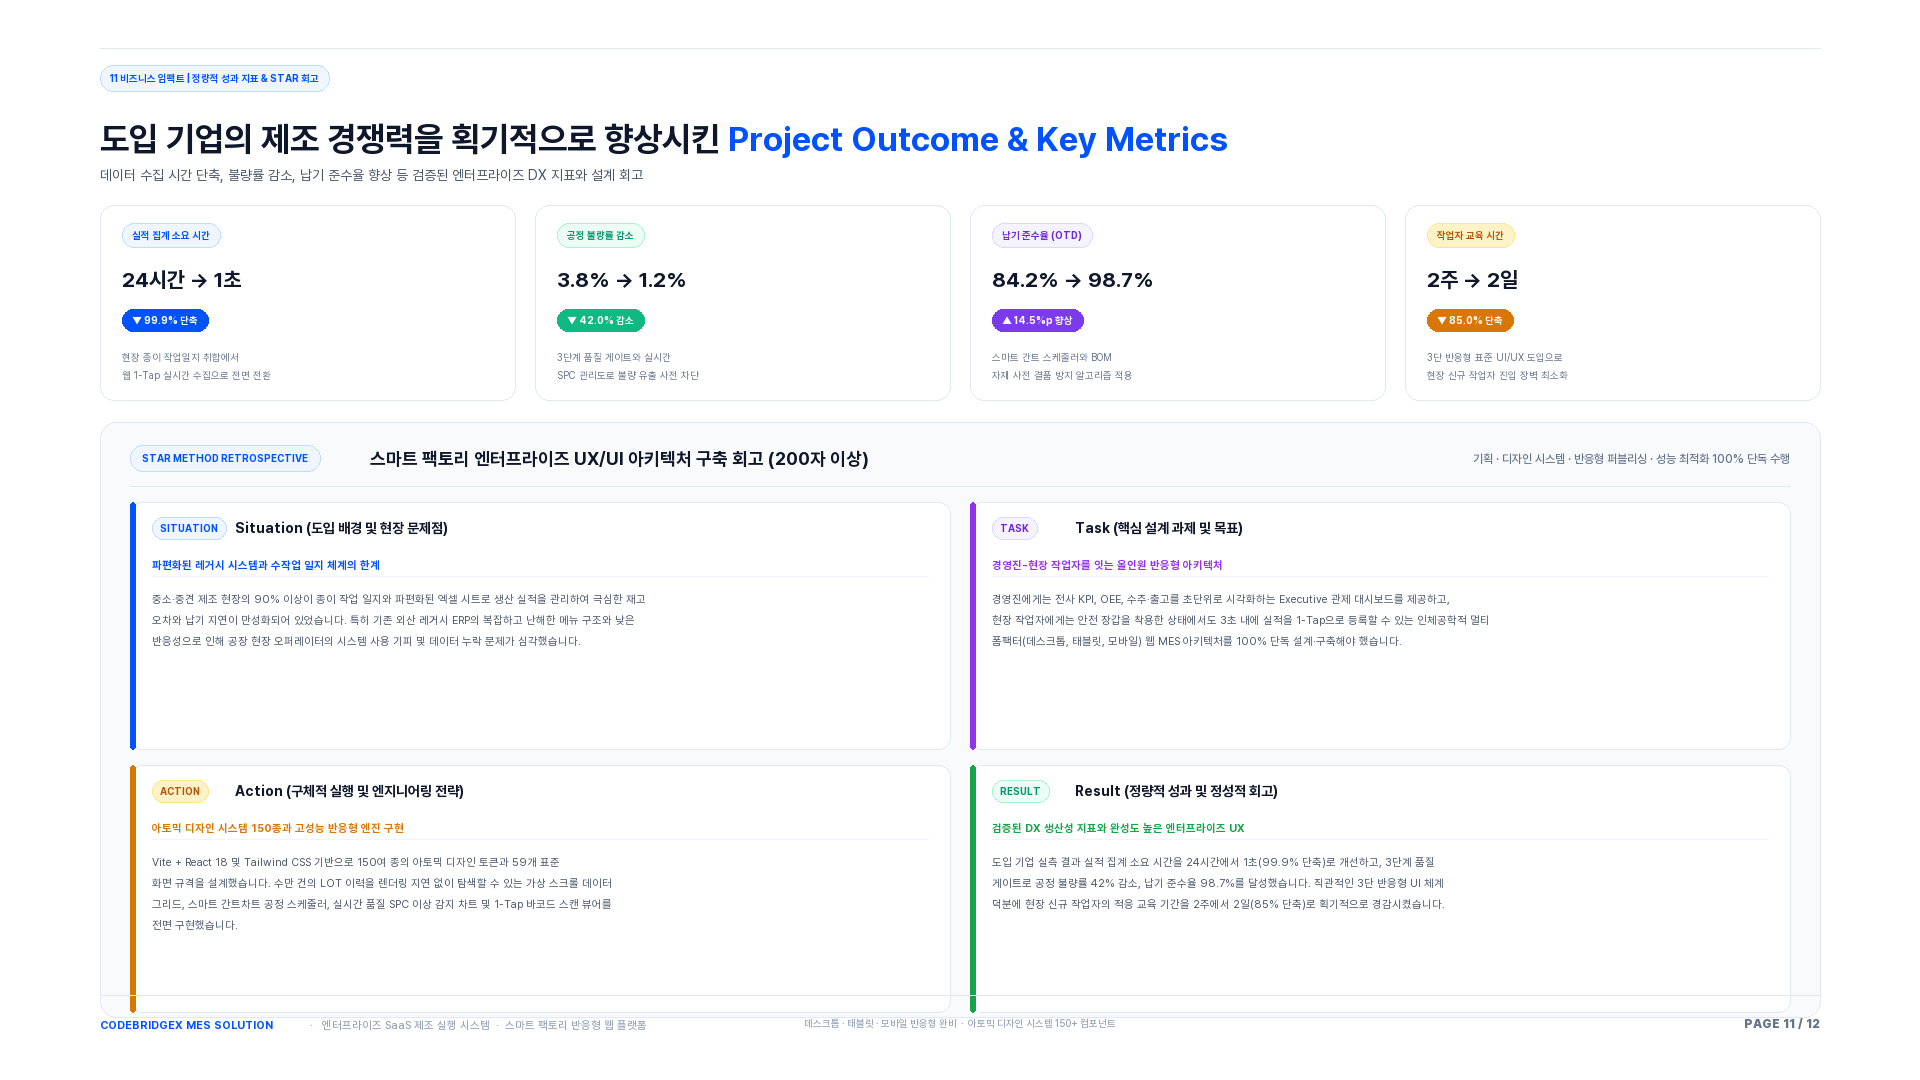 11 비즈니스 임팩트 | 정량적 성과 지표 & STAR 회고
도입 기업의 제조 경쟁력을 획기적으로 향상시킨 Project Outcome & Key Metrics
데이터 수집 시간 단축, 불량률 감소, 납기 준수율 향상 등 검증된 엔터프라이즈 DX 지표와 설계 회고
실적 집계 소요 시간
24시간 → 1초
▼ 99.9% 단축
현장 종이 작업일지 취합에서
웹 1-Tap 실시간 수집으로 전면 전환
공정 불량률 감소
3.8% → 1.2%
▼ 42.0% 감소
3단계 품질 게이트와 실시간
SPC 관리도로 불량 유출 사전 차단
납기 준수율 (OTD)
84.2% → 98.7%
▲ 14.5%p 향상
스마트 간트 스케줄러와 BOM
자재 사전 결품 방지 알고리즘 적용
작업자 교육 시간
2주 → 2일
▼ 85.0% 단축
3단 반응형 표준 UI/UX 도입으로
현장 신규 작업자 진입 장벽 최소화
STAR METHOD RETROSPECTIVE
스마트 팩토리 엔터프라이즈 UX/UI 아키텍처 구축 회고 (200자 이상)
기획 · 디자인 시스템 · 반응형 퍼블리싱 · 성능 최적화 100% 단독 수행
SITUATION
Situation (도입 배경 및 현장 문제점)
파편화된 레거시 시스템과 수작업 일지 체계의 한계
중소·중견 제조 현장의 90% 이상이 종이 작업 일지와 파편화된 엑셀 시트로 생산 실적을 관리하여 극심한 재고
오차와 납기 지연이 만성화되어 있었습니다. 특히 기존 외산 레거시 ERP의 복잡하고 난해한 메뉴 구조와 낮은
반응성으로 인해 공장 현장 오퍼레이터의 시스템 사용 기피 및 데이터 누락 문제가 심각했습니다.
TASK
Task (핵심 설계 과제 및 목표)
경영진-현장 작업자를 잇는 올인원 반응형 아키텍처
경영진에게는 전사 KPI, OEE, 수주·출고를 초단위로 시각화하는 Executive 관제 대시보드를 제공하고,
현장 작업자에게는 안전 장갑을 착용한 상태에서도 3초 내에 실적을 1-Tap으로 등록할 수 있는 인체공학적 멀티
폼팩터(데스크톱, 태블릿, 모바일) 웹 MES 아키텍처를 100% 단독 설계·구축해야 했습니다.
ACTION
Action (구체적 실행 및 엔지니어링 전략)
아토믹 디자인 시스템 150종과 고성능 반응형 엔진 구현
Vite + React 18 및 Tailwind CSS 기반으로 150여 종의 아토믹 디자인 토큰과 59개 표준
화면 규격을 설계했습니다. 수만 건의 LOT 이력을 렌더링 지연 없이 탐색할 수 있는 가상 스크롤 데이터
그리드, 스마트 간트차트 공정 스케줄러, 실시간 품질 SPC 이상 감지 차트 및 1-Tap 바코드 스캔 뷰어를
전면 구현했습니다.
RESULT
Result (정량적 성과 및 정성적 회고)
검증된 DX 생산성 지표와 완성도 높은 엔터프라이즈 UX
도입 기업 실측 결과 실적 집계 소요 시간을 24시간에서 1초(99.9% 단축)로 개선하고, 3단계 품질
게이트로 공정 불량률 42% 감소, 납기 준수율 98.7%를 달성했습니다. 직관적인 3단 반응형 UI 체계
덕분에 현장 신규 작업자의 적응 교육 기간을 2주에서 2일(85% 단축)로 획기적으로 경감시켰습니다.
CODEBRIDGEX MES SOLUTION · 엔터프라이즈 SaaS 제조 실행 시스템 · 스마트 팩토리 반응형 웹 플랫폼
데스크톱 · 태블릿 · 모바일 반응형 완비 · 아토믹 디자인 시스템 150+ 컴포넌트
PAGE 11 / 12